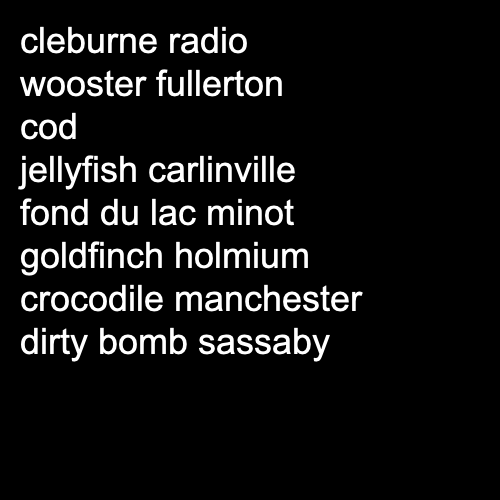 cleburne radio
wooster fullerton
cod
jellyfish carlinville
fond du lac minot
goldfinch holmium
crocodile manchester
dirty bomb sassaby